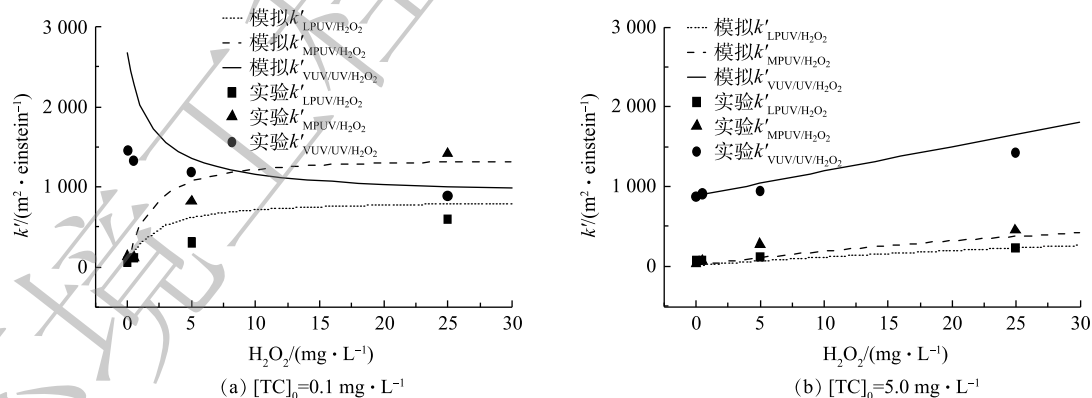 3 000
2 000
1 000
0
k′/(m²・einstein⁻¹)
模拟k′LPUV/H₂O₂
模拟k′MPUV/H₂O₂
模拟k′VUV/UV/H₂O₂
实验k′LPUV/H₂O₂
实验k′MPUV/H₂O₂
实验k′VUV/UV/H₂O₂
0 5 10 15 20 25 30
H₂O₂/(mg・L⁻¹)
(a) [TC]₀=0.1 mg・L⁻¹
3 000
2 000
1 000
0
k′/(m²・einstein⁻¹)
模拟k′LPUV/H₂O₂
模拟k′MPUV/H₂O₂
模拟k′VUV/UV/H₂O₂
实验k′LPUV/H₂O₂
实验k′MPUV/H₂O₂
实验k′VUV/UV/H₂O₂
0 5 10 15 20 25 30
H₂O₂/(mg・L⁻¹)
(b) [TC]₀=5.0 mg・L⁻¹